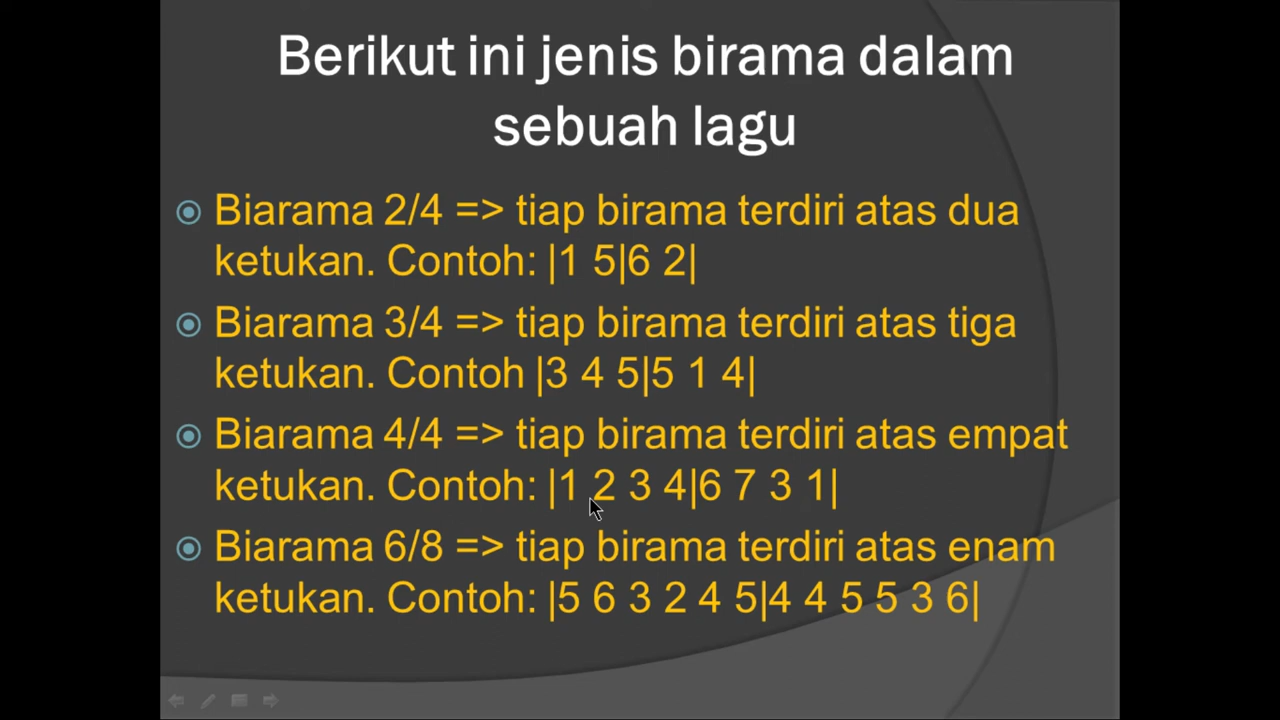 Berikut ini jenis birama dalam
sebuah lagu
Biarama 2/4 => tiap birama terdiri atas dua
ketukan. Contoh: |1 5|6 2|
Biarama 3/4 => tiap birama terdiri atas tiga
ketukan. Contoh |3 4 5|5 1 4|
Biarama 4/4 => tiap birama terdiri atas empat
ketukan. Contoh: |1 2 3 4|6 7 3 1|
Biarama 6/8 => tiap birama terdiri atas enam
ketukan. Contoh: |5 6 3 2 4 5|4 4 5 5 3 6|